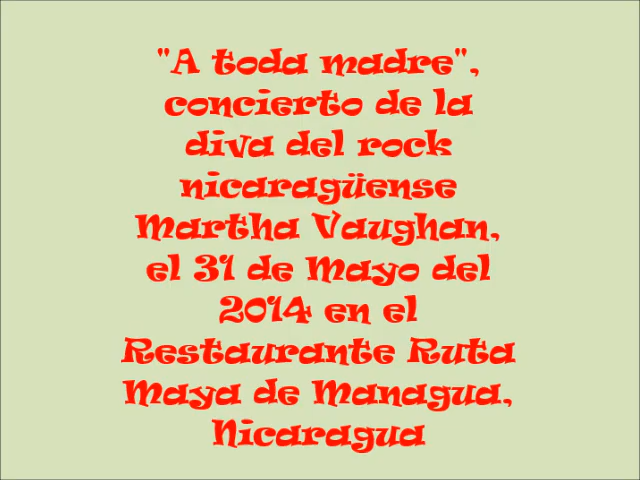 "A toda madre",
concierto de la
diva del rock
nicaragüense
Martha Vaughan,
el 31 de Mayo del
2014 en el
Restaurante Ruta
Maya de Managua,
Nicaragua